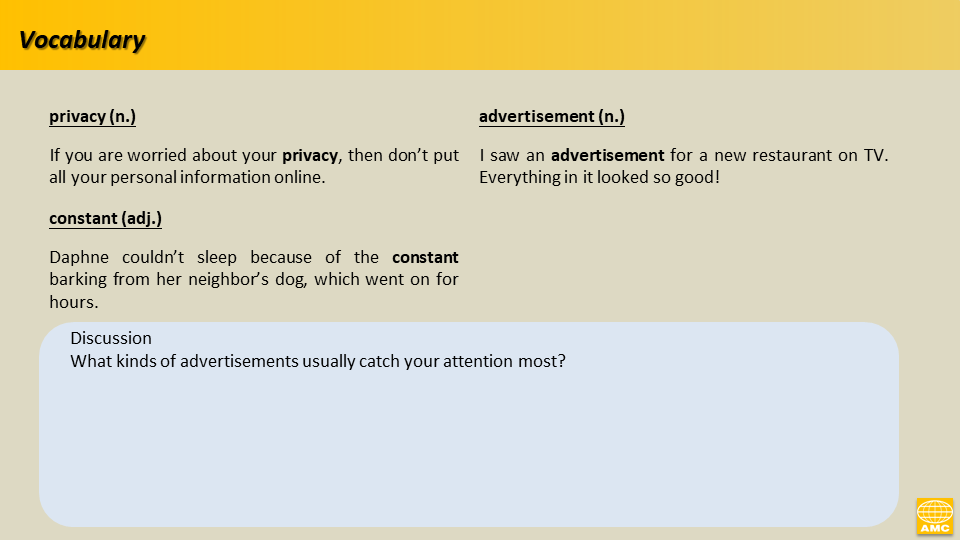 Vocabulary
privacy (n.)
If you are worried about your privacy, then don’t put
all your personal information online.
constant (adj.)
Daphne couldn’t sleep because of the constant
barking from her neighbor’s dog, which went on for
hours.
advertisement (n.)
I saw an advertisement for a new restaurant on TV.
Everything in it looked so good!
Discussion
What kinds of advertisements usually catch your attention most?
AMC